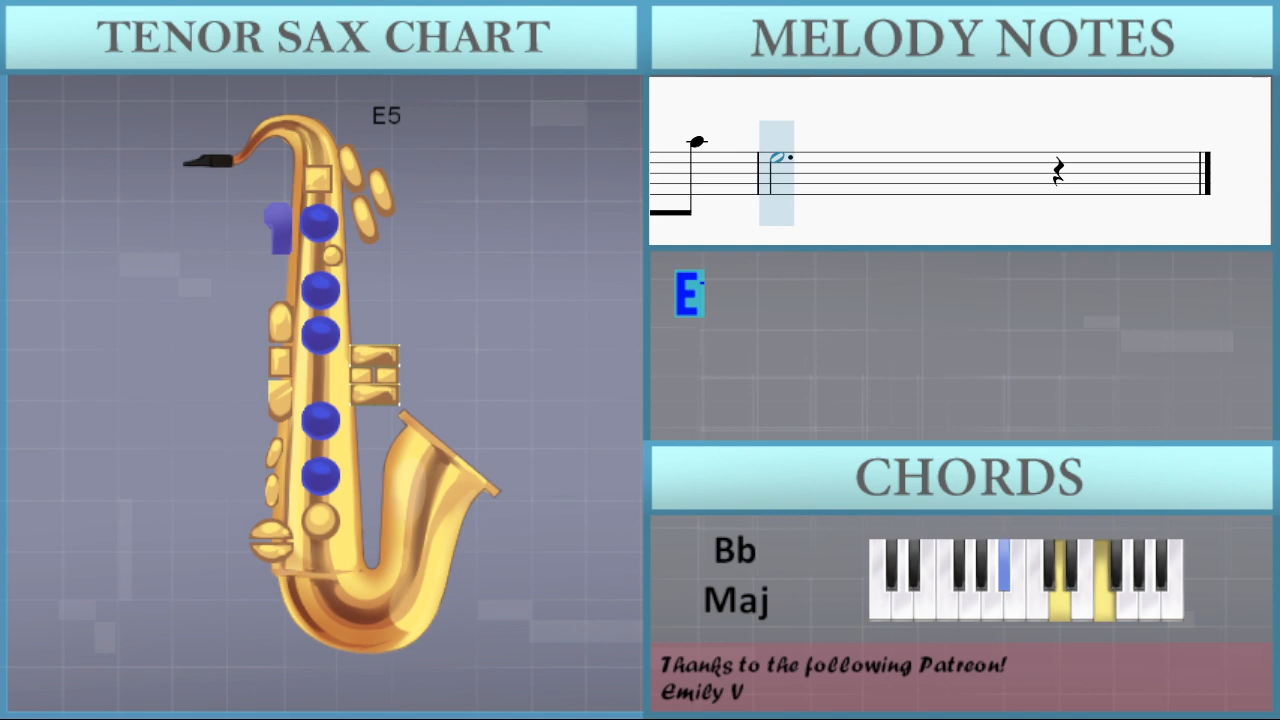 TENOR SAX CHART
E5
MELODY NOTES
E
CHORDS
Bb
Maj
Thanks to the following Patreon!
Emily V